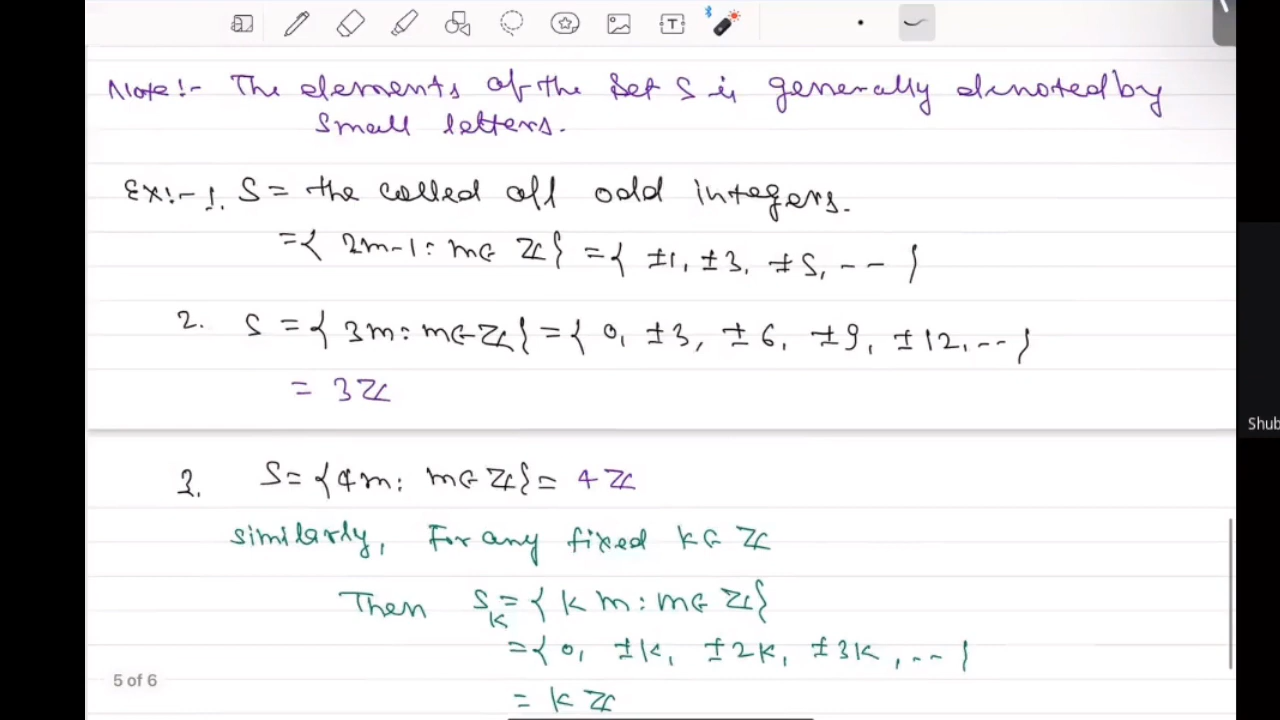 Note:- The elements of the set S is generally denoted by
small letters.
Ex:- 1. S = the called all odd integers.
= { 2m-1 : m ∈ ℤ } = { ±1, ±3, ±5, -- }
2. S = { 3m : m ∈ ℤ } = { 0, ±3, ±6, ±9, ±12, -- }
= 3ℤ
3. S = { 4m : m ∈ ℤ } = 4ℤ
similarly, For any fixed k ∈ ℤ
Then S_k = { k m : m ∈ ℤ }
= { 0, ±k, ±2k, ±3k, -- }
= kℤ
5 of 6
Shub